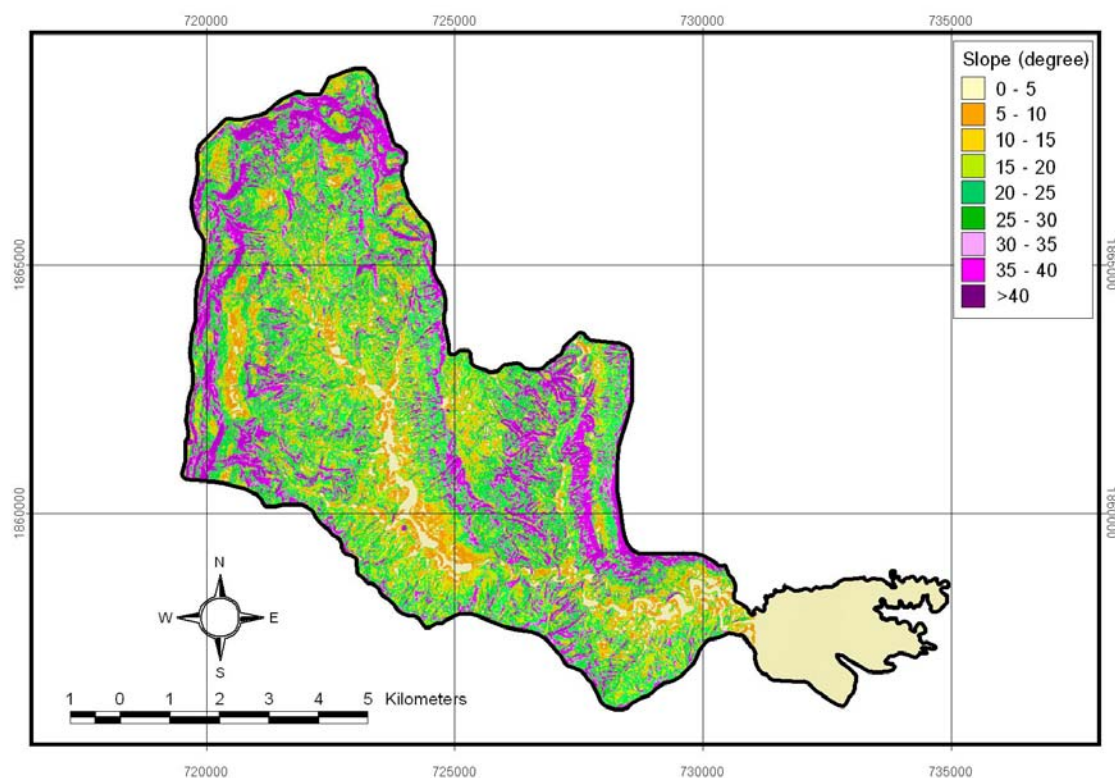 720000 725000 730000 735000
Slope (degree)
0 - 5
5 - 10
10 - 15
15 - 20
20 - 25
25 - 30
30 - 35
35 - 40
>40
1865000 1865000
1860000 1860000
N
W E
S
1 0 1 2 3 4 5 Kilometers
720000 725000 730000 735000